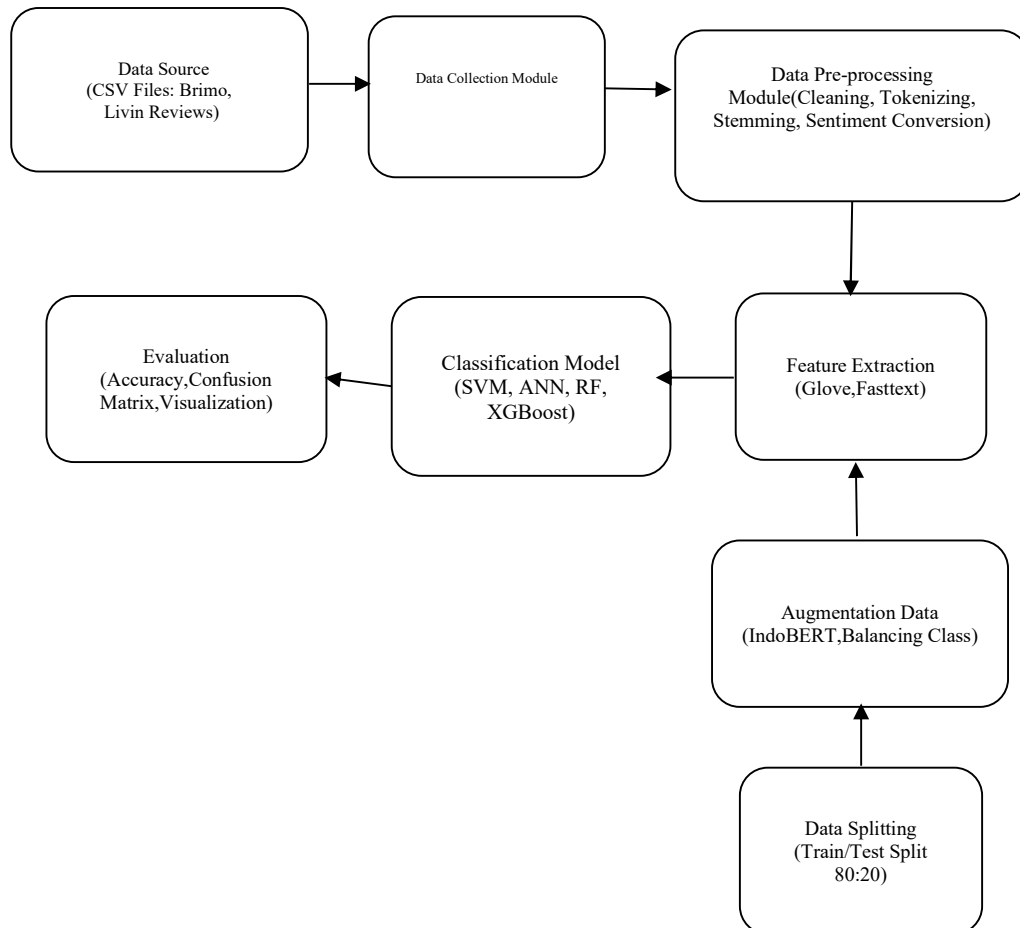 Data Source
(CSV Files: Brimo,
Livin Reviews)
Data Collection Module
Data Pre-processing
Module(Cleaning, Tokenizing,
Stemming, Sentiment Conversion)
Evaluation
(Accuracy,Confusion
Matrix,Visualization)
Classification Model
(SVM, ANN, RF,
XGBoost)
Feature Extraction
(Glove,Fasttext)
Augmentation Data
(IndoBERT,Balancing Class)
Data Splitting
(Train/Test Split
80:20)